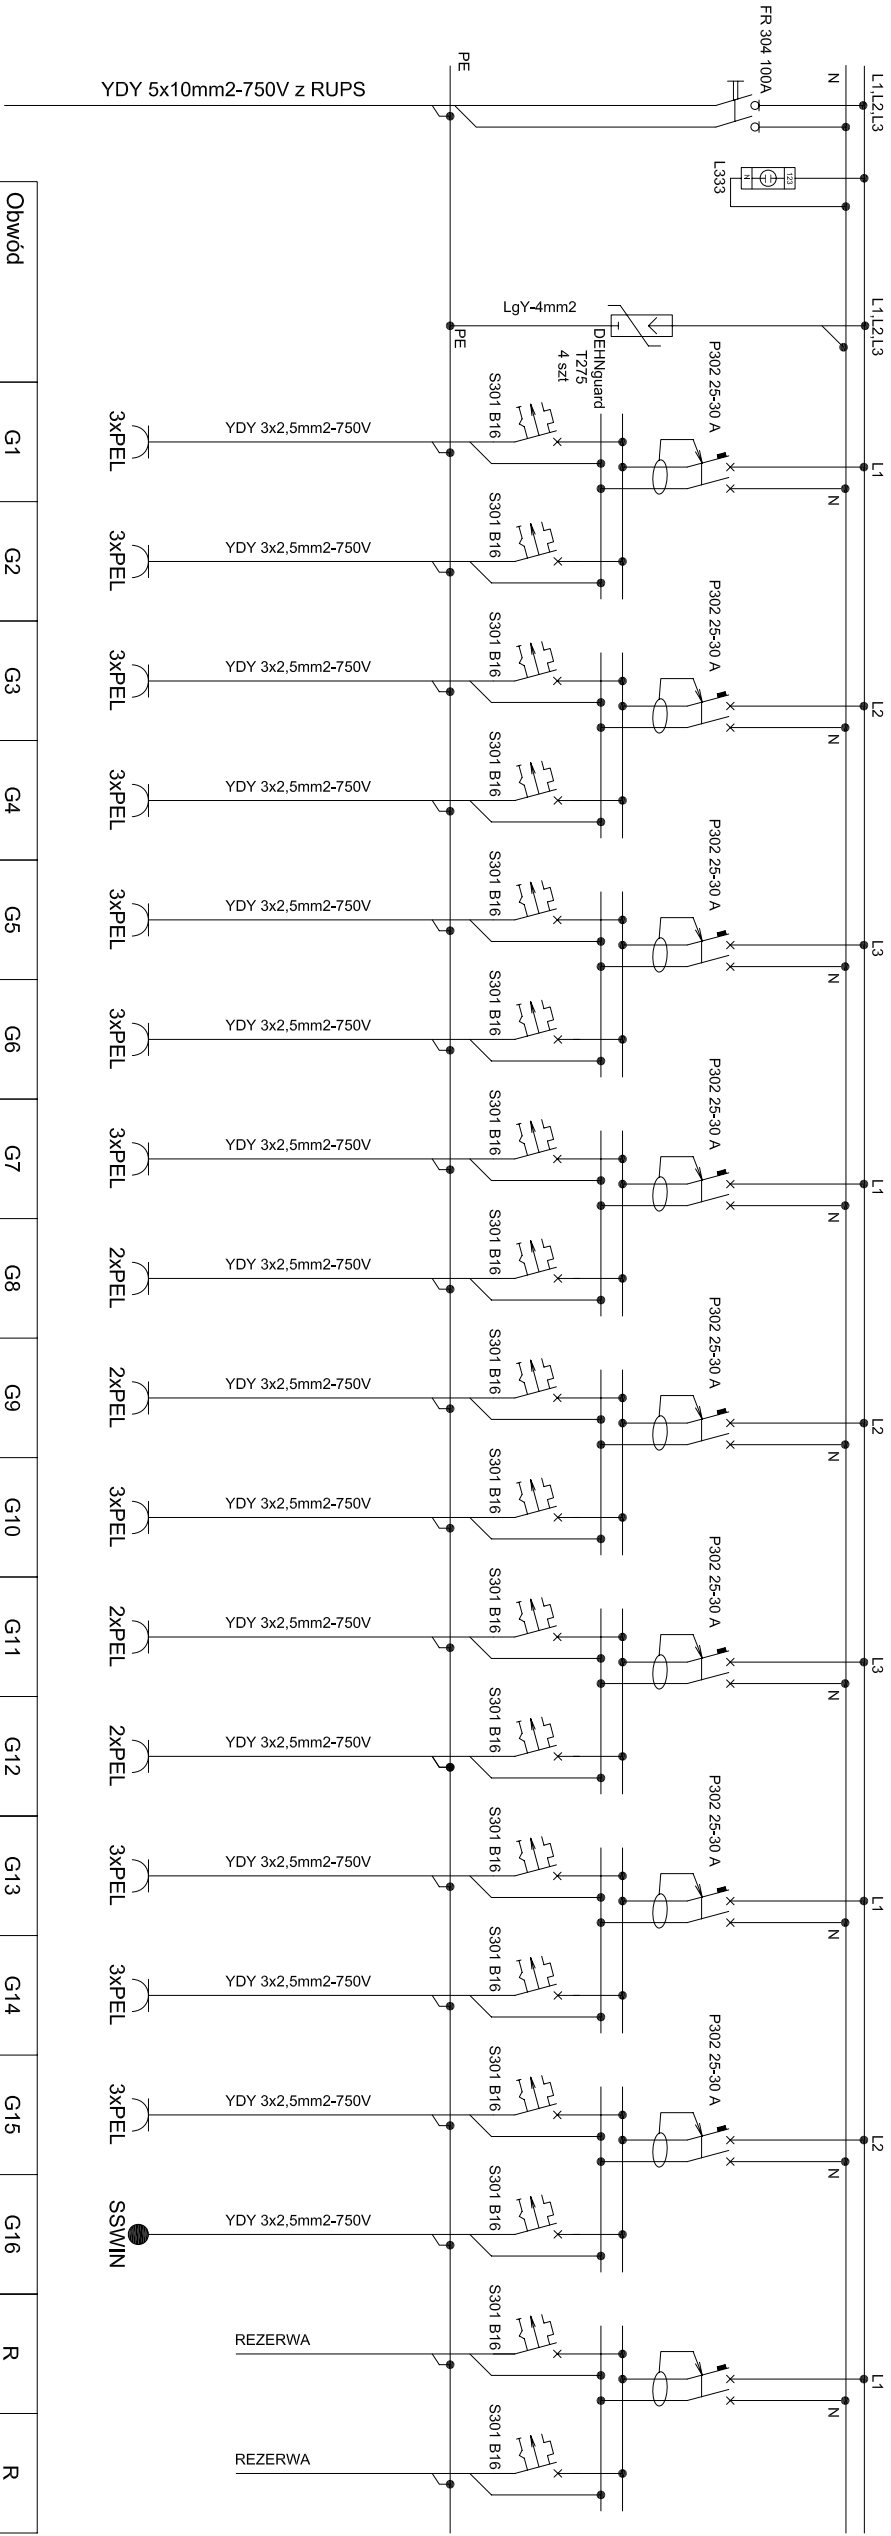 FR 304 100A
N
L1,L2,L3
PE
YDY 5x10mm2-750V z RUPS
L333
N
123
L1,L2,L3
LgY-4mm2
PE
DEHNguard
T275
4 szt
P302 25-30 A
L1
N
S301 B16
YDY 3x2,5mm2-750V
3xPEL
S301 B16
YDY 3x2,5mm2-750V
3xPEL
P302 25-30 A
L2
N
S301 B16
YDY 3x2,5mm2-750V
3xPEL
S301 B16
YDY 3x2,5mm2-750V
3xPEL
P302 25-30 A
L3
N
S301 B16
YDY 3x2,5mm2-750V
3xPEL
S301 B16
YDY 3x2,5mm2-750V
3xPEL
P302 25-30 A
L1
N
S301 B16
YDY 3x2,5mm2-750V
3xPEL
S301 B16
YDY 3x2,5mm2-750V
2xPEL
P302 25-30 A
L2
N
S301 B16
YDY 3x2,5mm2-750V
2xPEL
S301 B16
YDY 3x2,5mm2-750V
3xPEL
P302 25-30 A
L3
N
S301 B16
YDY 3x2,5mm2-750V
2xPEL
S301 B16
YDY 3x2,5mm2-750V
2xPEL
P302 25-30 A
L1
N
S301 B16
YDY 3x2,5mm2-750V
3xPEL
S301 B16
YDY 3x2,5mm2-750V
3xPEL
P302 25-30 A
L2
N
S301 B16
YDY 3x2,5mm2-750V
3xPEL
S301 B16
YDY 3x2,5mm2-750V
SSWIN
L1
N
S301 B16
REZERWA
S301 B16
REZERWA
Obwód
G1
G2
G3
G4
G5
G6
G7
G8
G9
G10
G11
G12
G13
G14
G15
G16
R
R